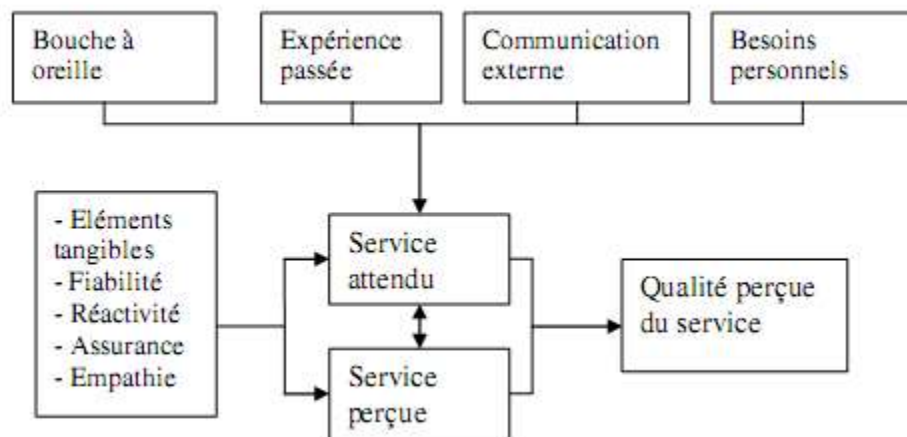 Bouche à
oreille
Expérience
passée
Communication
externe
Besoins
personnels
- Eléments
tangibles
- Fiabilité
- Réactivité
- Assurance
- Empathie
Service
attendu
Service
perçue
Qualité perçue
du service